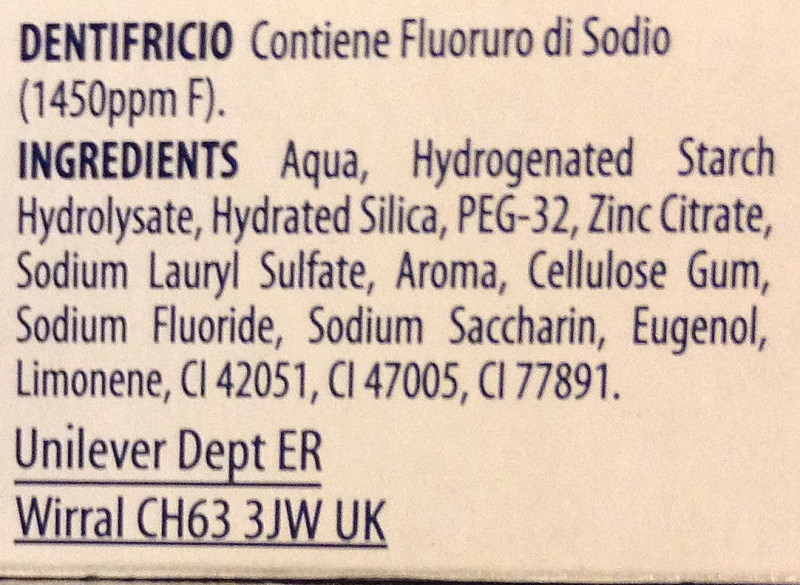 DENTIFRICIO Contiene Fluoruro di Sodio
(1450ppm F).
INGREDIENTS Aqua, Hydrogenated Starch
Hydrolysate, Hydrated Silica, PEG-32, Zinc Citrate,
Sodium Lauryl Sulfate, Aroma, Cellulose Gum,
Sodium Fluoride, Sodium Saccharin, Eugenol,
Limonene, CI 42051, CI 47005, CI 77891.
Unilever Dept ER
Wirral CH63 3JW UK